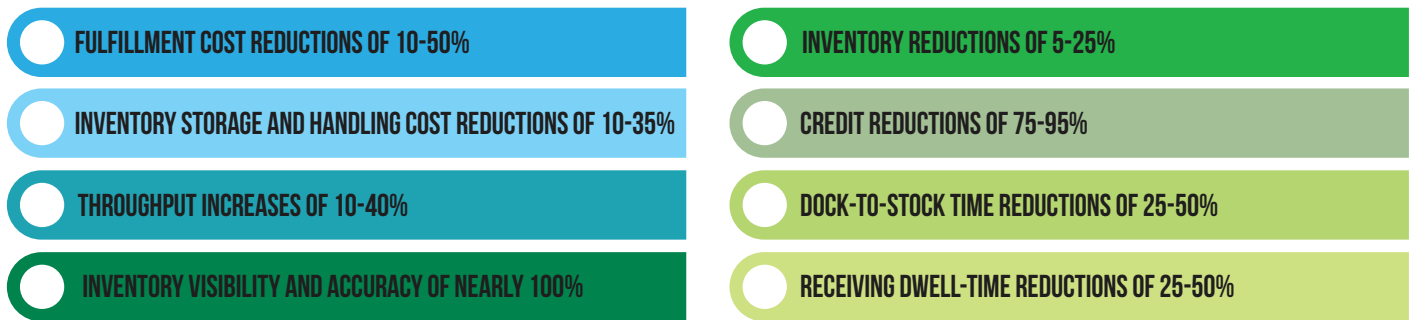 FULFILLMENT COST REDUCTIONS OF 10-50%
INVENTORY STORAGE AND HANDLING COST REDUCTIONS OF 10-35%
THROUGHPUT INCREASES OF 10-40%
INVENTORY VISIBILITY AND ACCURACY OF NEARLY 100%
INVENTORY REDUCTIONS OF 5-25%
CREDIT REDUCTIONS OF 75-95%
DOCK-TO-STOCK TIME REDUCTIONS OF 25-50%
RECEIVING DWELL-TIME REDUCTIONS OF 25-50%